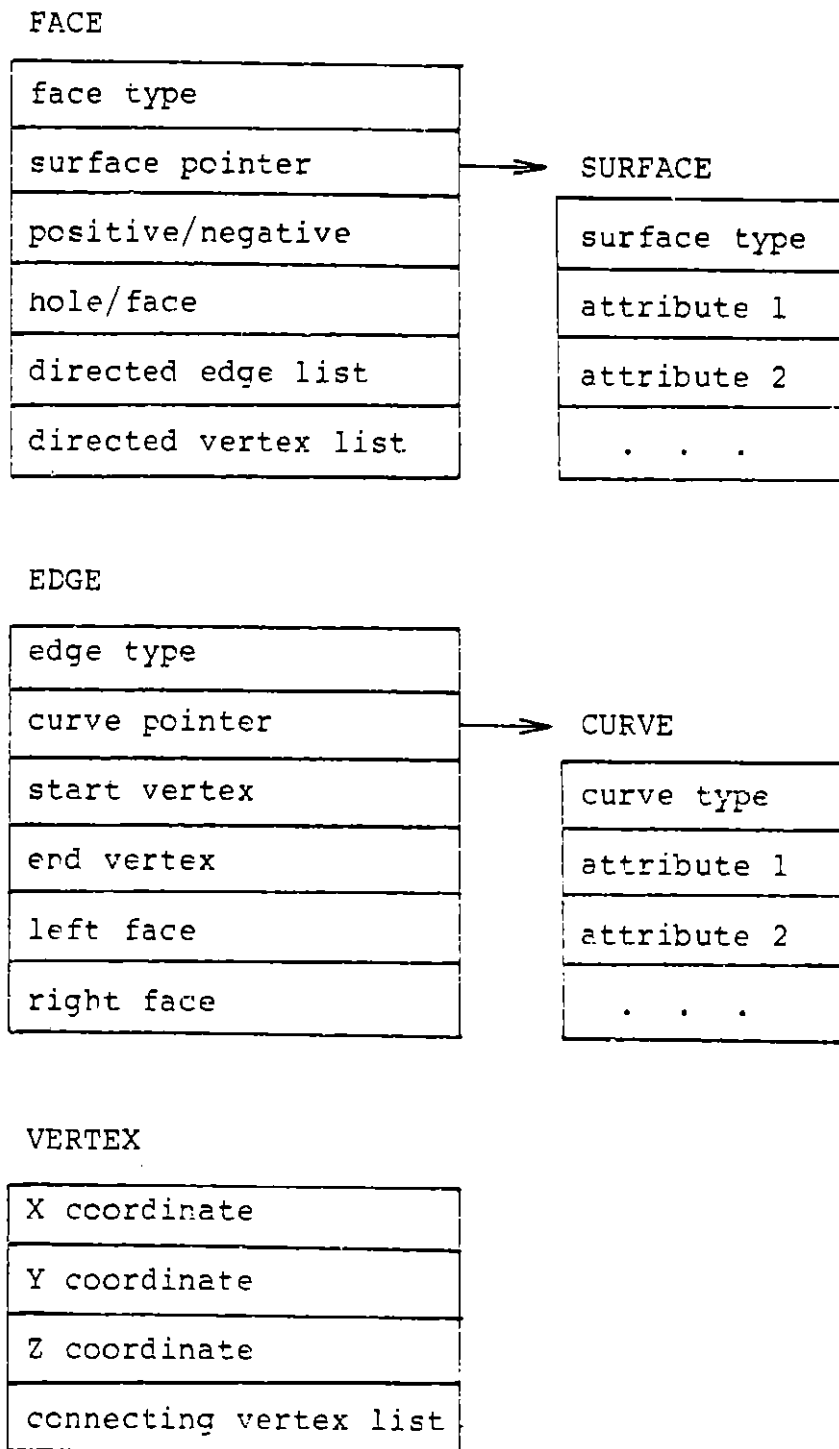 FACE
face type
surface pointer
positive/negative
hole/face
directed edge list
directed vertex list
SURFACE
surface type
attribute 1
attribute 2
. . .
EDGE
edge type
curve pointer
start vertex
end vertex
left face
right face
CURVE
curve type
attribute 1
attribute 2
. . .
VERTEX
X coordinate
Y coordinate
Z coordinate
connecting vertex list